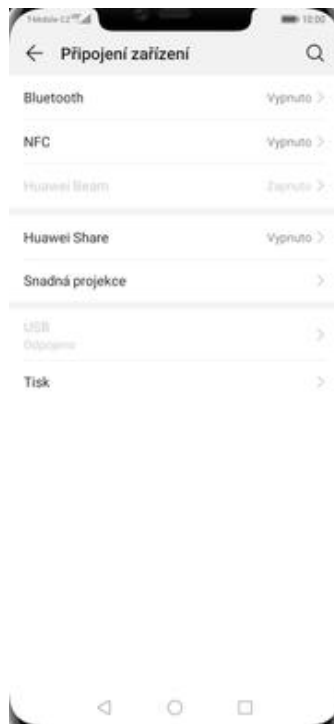 T-Mobile CZ 10:00
Připojení zařízení
Bluetooth Vypnuto
NFC Vypnuto
Huawei Beam Zapnuto
Huawei Share Vypnuto
Snadná projekce
USB
Odpojeno
Tisk